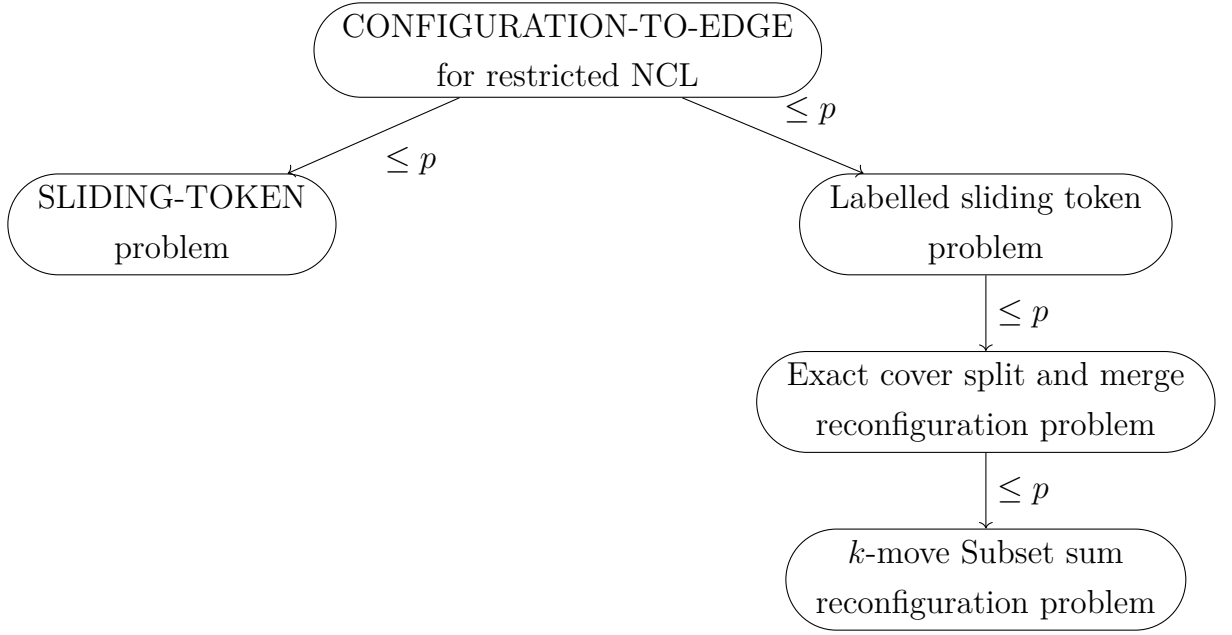 CONFIGURATION-TO-EDGE
for restricted NCL
≤ p
≤ p
SLIDING-TOKEN
problem
Labelled sliding token
problem
≤ p
Exact cover split and merge
reconfiguration problem
≤ p
k-move Subset sum
reconfiguration problem